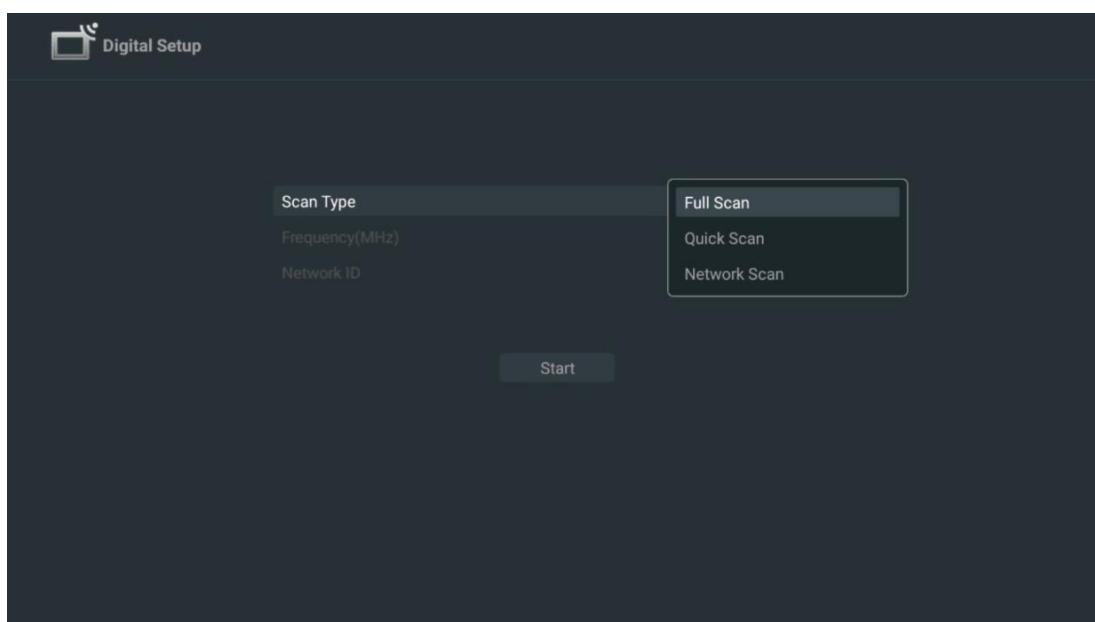 Digital Setup
Scan Type
Full Scan
Frequency(MHz)
Quick Scan
Network ID
Network Scan
Start